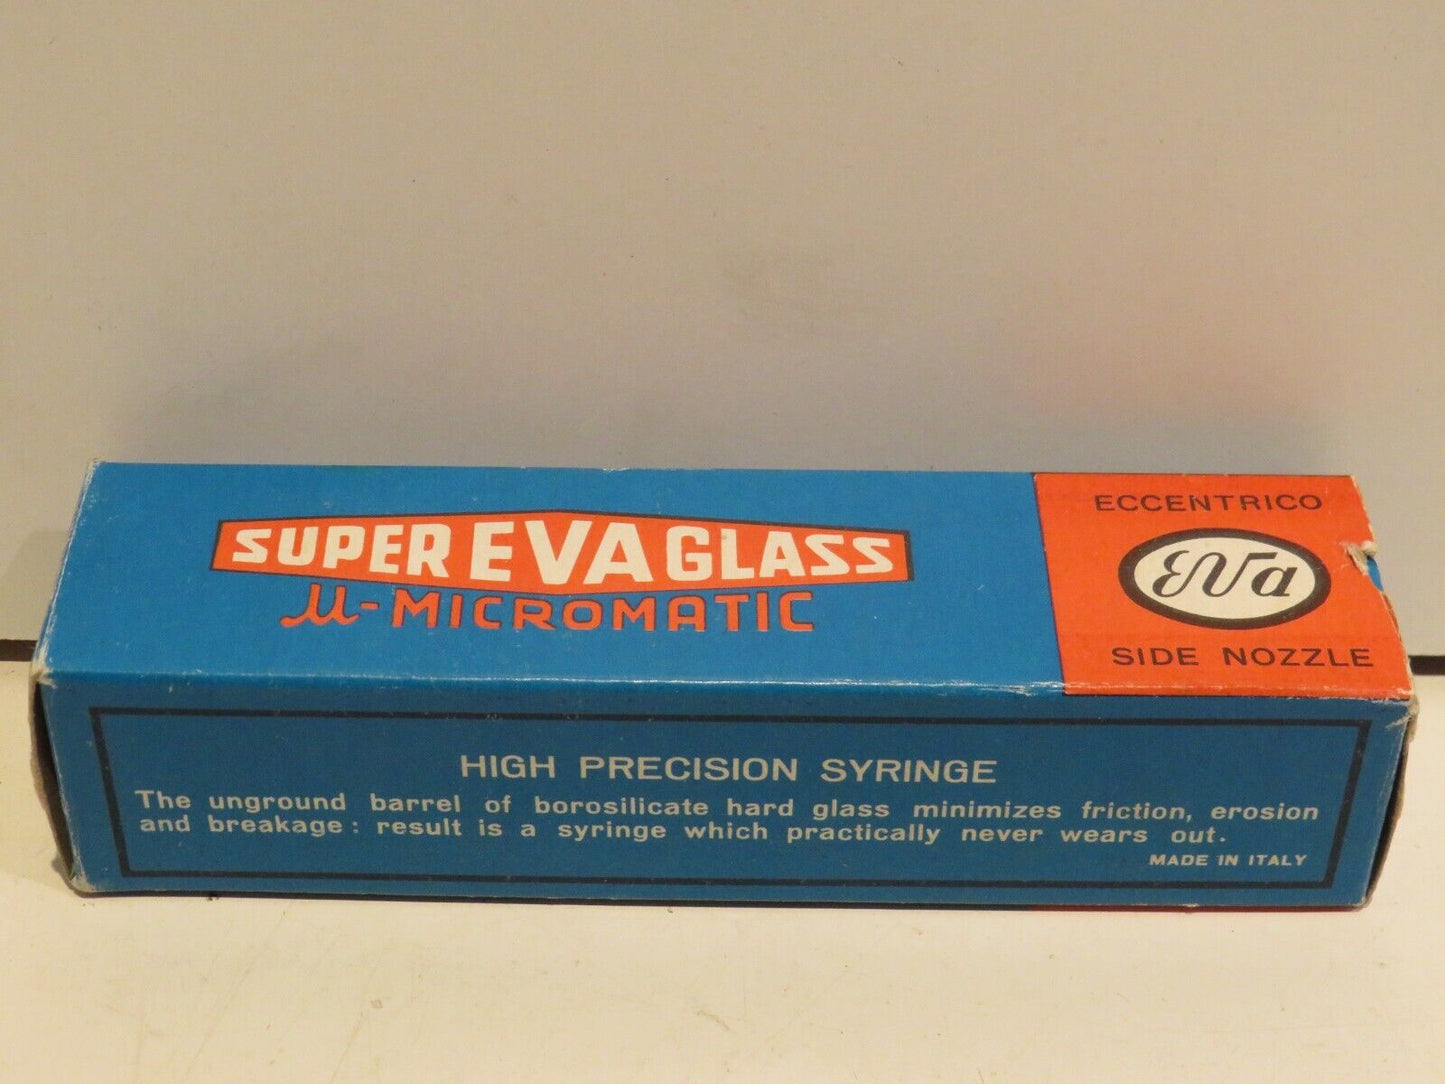 SUPER EVA GLASS
µ-MICROMATIC
ECCENTRICO
Eva
SIDE NOZZLE
HIGH PRECISION SYRINGE
The unground barrel of borosilicate hard glass minimizes friction, erosion
and breakage: result is a syringe which practically never wears out.
MADE IN ITALY